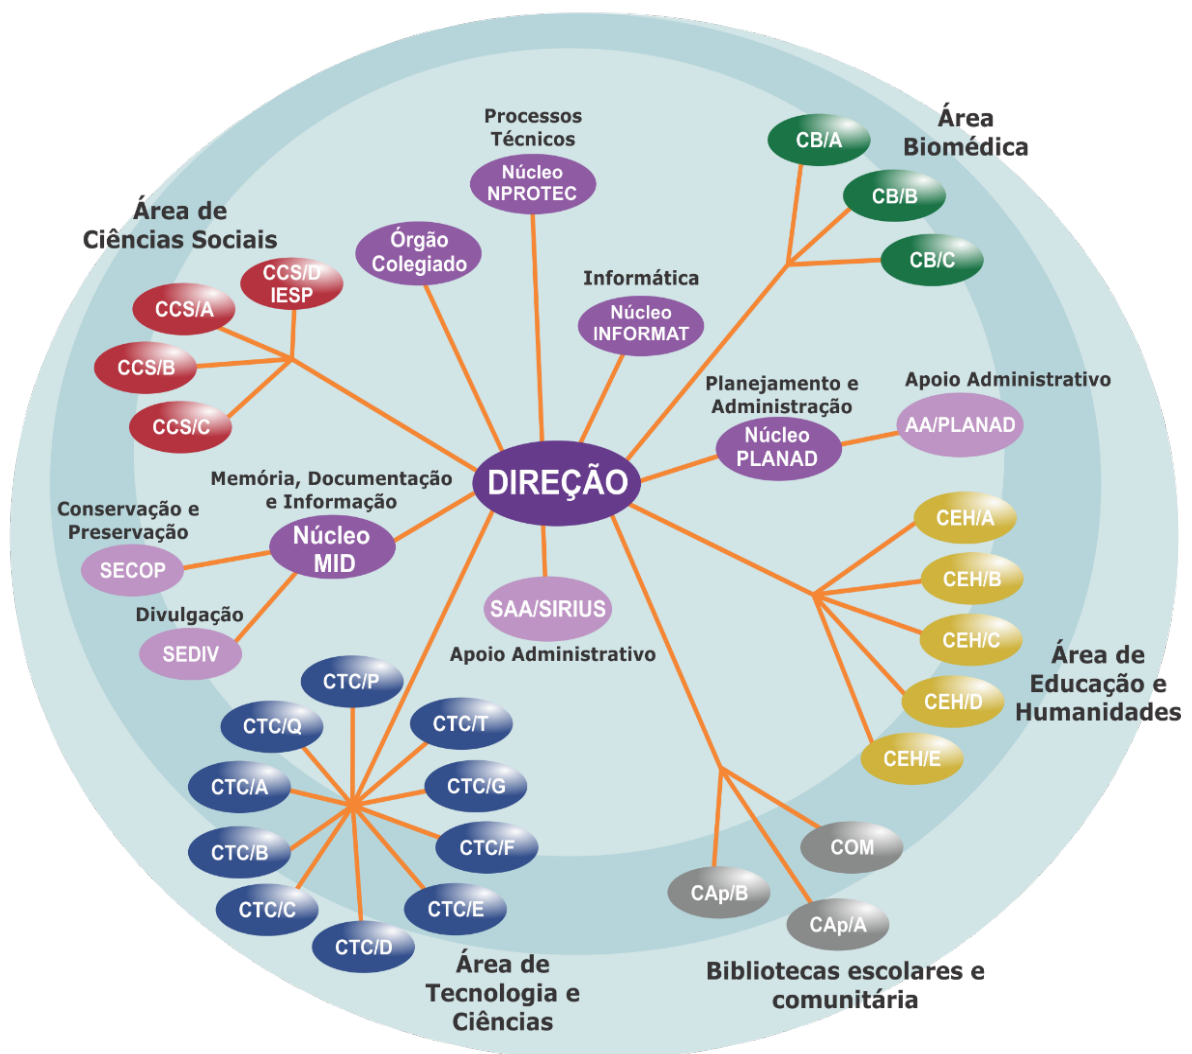 Processos
Técnicos
Núcleo
NPROTEC
Órgão
Colegiado
Informática
Núcleo
INFORMAT
Área
Biomédica
CB/A
CB/B
CB/C
Área de
Ciências Sociais
CCS/D
IESP
CCS/A
CCS/B
CCS/C
Planejamento e
Administração
Núcleo
PLANAD
Apoio Administrativo
AA/PLANAD
DIREÇÃO
Memória, Documentação
e Informação
Núcleo
MID
Conservação e
Preservação
SECOP
Divulgação
SEDIV
SAA/SIRIUS
Apoio Administrativo
CEH/A
CEH/B
CEH/C
CEH/D
CEH/E
Área de
Educação e
Humanidades
CTC/P
CTC/Q
CTC/T
CTC/A
CTC/G
CTC/B
CTC/F
CTC/C
CTC/E
CTC/D
Área de
Tecnologia e
Ciências
COM
CAp/B
CAp/A
Bibliotecas escolares e
comunitária